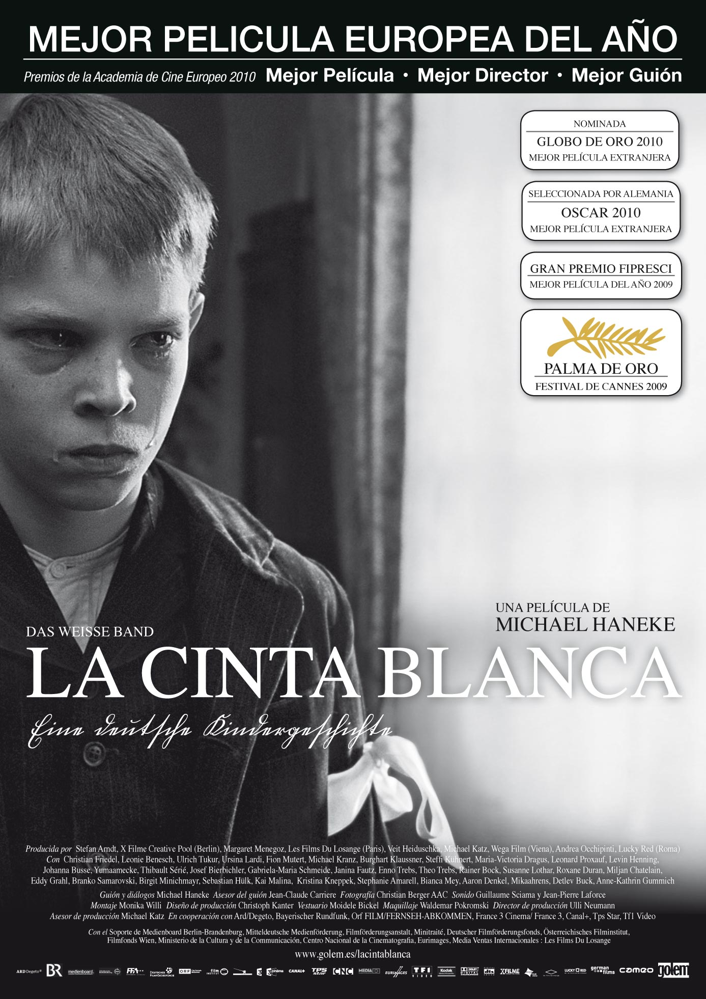 MEJOR PELICULA EUROPEA DEL AÑO
Premios de la Academia de Cine Europeo 2010 Mejor Película · Mejor Director · Mejor Guión
NOMINADA
GLOBO DE ORO 2010
MEJOR PELÍCULA EXTRANJERA
SELECCIONADA POR ALEMANIA
OSCAR 2010
MEJOR PELÍCULA EXTRANJERA
GRAN PREMIO FIPRESCI
MEJOR PELÍCULA DEL AÑO 2009
PALMA DE ORO
FESTIVAL DE CANNES 2009
UNA PELÍCULA DE
MICHAEL HANEKE
DAS WEISSE BAND
LA CINTA BLANCA
Eine deutsche Kindergeschichte
Producida por Stefan Arndt, X Filme Creative Pool (Berlin), Margaret Menegoz, Les Films Du Losange (Paris), Veit Heiduschka, Michael Katz, Wega Film (Viena), Andrea Occhipinti, Lucky Red (Roma)
Con Christian Friedel, Leonie Benesch, Ulrich Tukur, Ursina Lardi, Fion Mutert, Michael Kranz, Burghart Klaussner, Steffi Kühnert, Maria-Victoria Dragus, Leonard Proxauf, Levin Henning,
Johanna Busse, Yumaamecke, Thibault Sérié, Josef Bierbichler, Gabriela-Maria Schmeide, Janina Fautz, Enno Trebs, Theo Trebs, Rainer Bock, Susanne Lothar, Roxane Duran, Miljan Chatelain,
Eddy Grahl, Branko Samarovski, Birgit Minichmayr, Sebastian Hülk, Kai Malina, Kristina Kneppek, Stephanie Amarell, Bianca Mey, Aaron Denkel, Mikaahrens, Detlev Buck, Anne-Kathrin Gummich
Guión y diálogos Michael Haneke Asesor del guión Jean-Claude Carriere Fotografía Christian Berger AAC Sonido Guillaume Sciama y Jean-Pierre Laforce
Montaje Monika Willi Diseño de producción Christoph Kanter Vestuario Moidele Bickel Maquillaje Waldemar Pokromski Director de producción Ulli Neumann
Asesor de producción Michael Katz En cooperación con Ard/Degeto, Bayerischer Rundfunk, Orf FILM/FERNSEH-ABKOMMEN, France 3 Cinema/ France 3, Canal+, Tps Star, Tf1 Video
Con el Soporte de Medienboard Berlin-Brandenburg, Mitteldeutsche Medienförderung, Filmförderungsanstalt, Minitraité, Deutscher Filmförderungsfonds, Österreichisches Filminstitut,
Filmfonds Wien, Ministerio de la Cultura y de la Comunicación, Centro Nacional de la Cinematografia, Eurimages, Media Ventas Internacionales : Les Films Du Losange
www.golem.es/lacintablanca
ARD Degeto BR medienboard FFA DEUTSCHER FILMFÖRDERFONDS ORF film INSTITUT 3 3 cinéma CANAL+ TPS star CNC MEDIA EURIMAGES TF1 VIDEO Kodak DOLBY DIGITAL dts XFILME LUCKY RED german films cameo golem